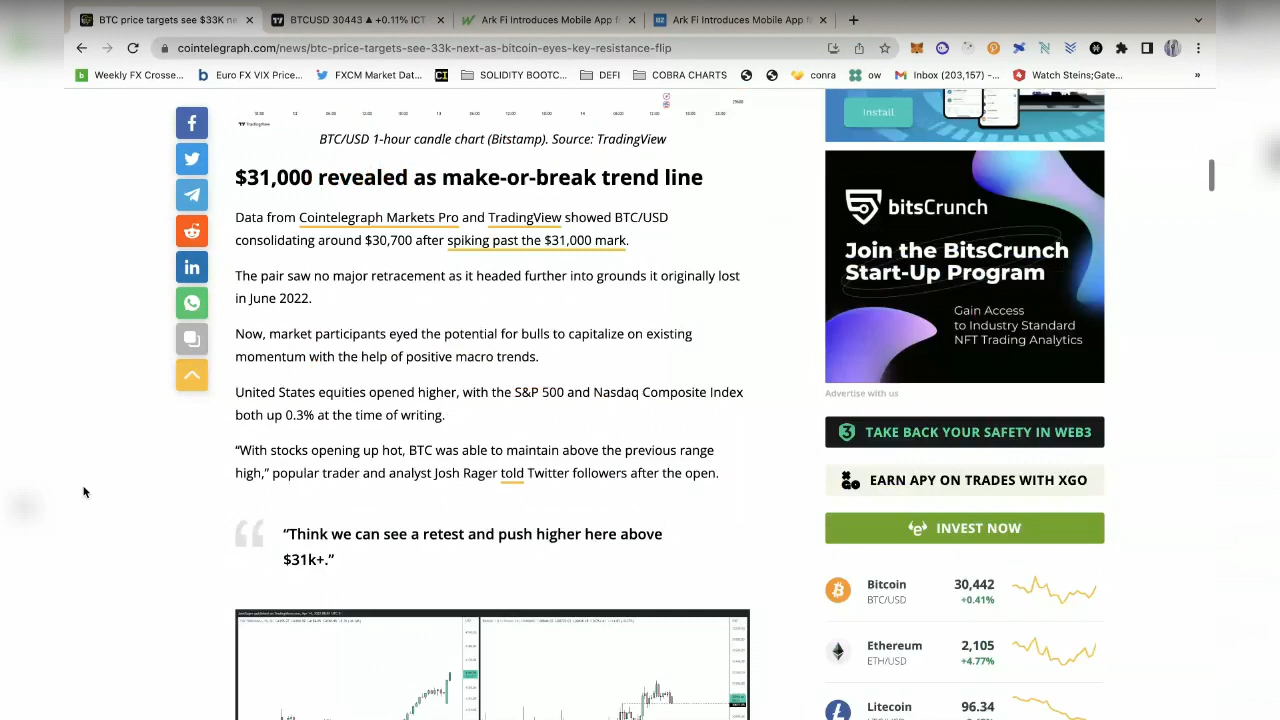 BTC price targets see $33K ne
BTCUSD 30443 ▲ +0.11% ICT
Ark Fi Introduces Mobile App f
Ark Fi Introduces Mobile App f
cointelegraph.com/news/btc-price-targets-see-33k-next-as-bitcoin-eyes-key-resistance-flip
Weekly FX Crosse...
Euro FX VIX Price...
FXCM Market Dat...
SOLIDITY BOOTC...
DEFI
COBRA CHARTS
conra
ow
Inbox (203,157) -...
Watch Steins;Gate...
»
TradingView
BTC/USD 1-hour candle chart (Bitstamp). Source: TradingView
$31,000 revealed as make-or-break trend line
Data from Cointelegraph Markets Pro and TradingView showed BTC/USD
consolidating around $30,700 after spiking past the $31,000 mark.
The pair saw no major retracement as it headed further into grounds it originally lost
in June 2022.
Now, market participants eyed the potential for bulls to capitalize on existing
momentum with the help of positive macro trends.
United States equities opened higher, with the S&P 500 and Nasdaq Composite Index
both up 0.3% at the time of writing.
“With stocks opening up hot, BTC was able to maintain above the previous range
high,” popular trader and analyst Josh Rager told Twitter followers after the open.
“Think we can see a retest and push higher here above
$31k+.”
Install
bitsCrunch
Join the BitsCrunch
Start-Up Program
Gain Access
to Industry Standard
NFT Trading Analytics
Advertise with us
TAKE BACK YOUR SAFETY IN WEB3
XGO
EARN APY ON TRADES WITH XGO
INVEST NOW
Bitcoin 30,442
BTC/USD +0.41%
Ethereum 2,105
ETH/USD +4.77%
Litecoin 96.34